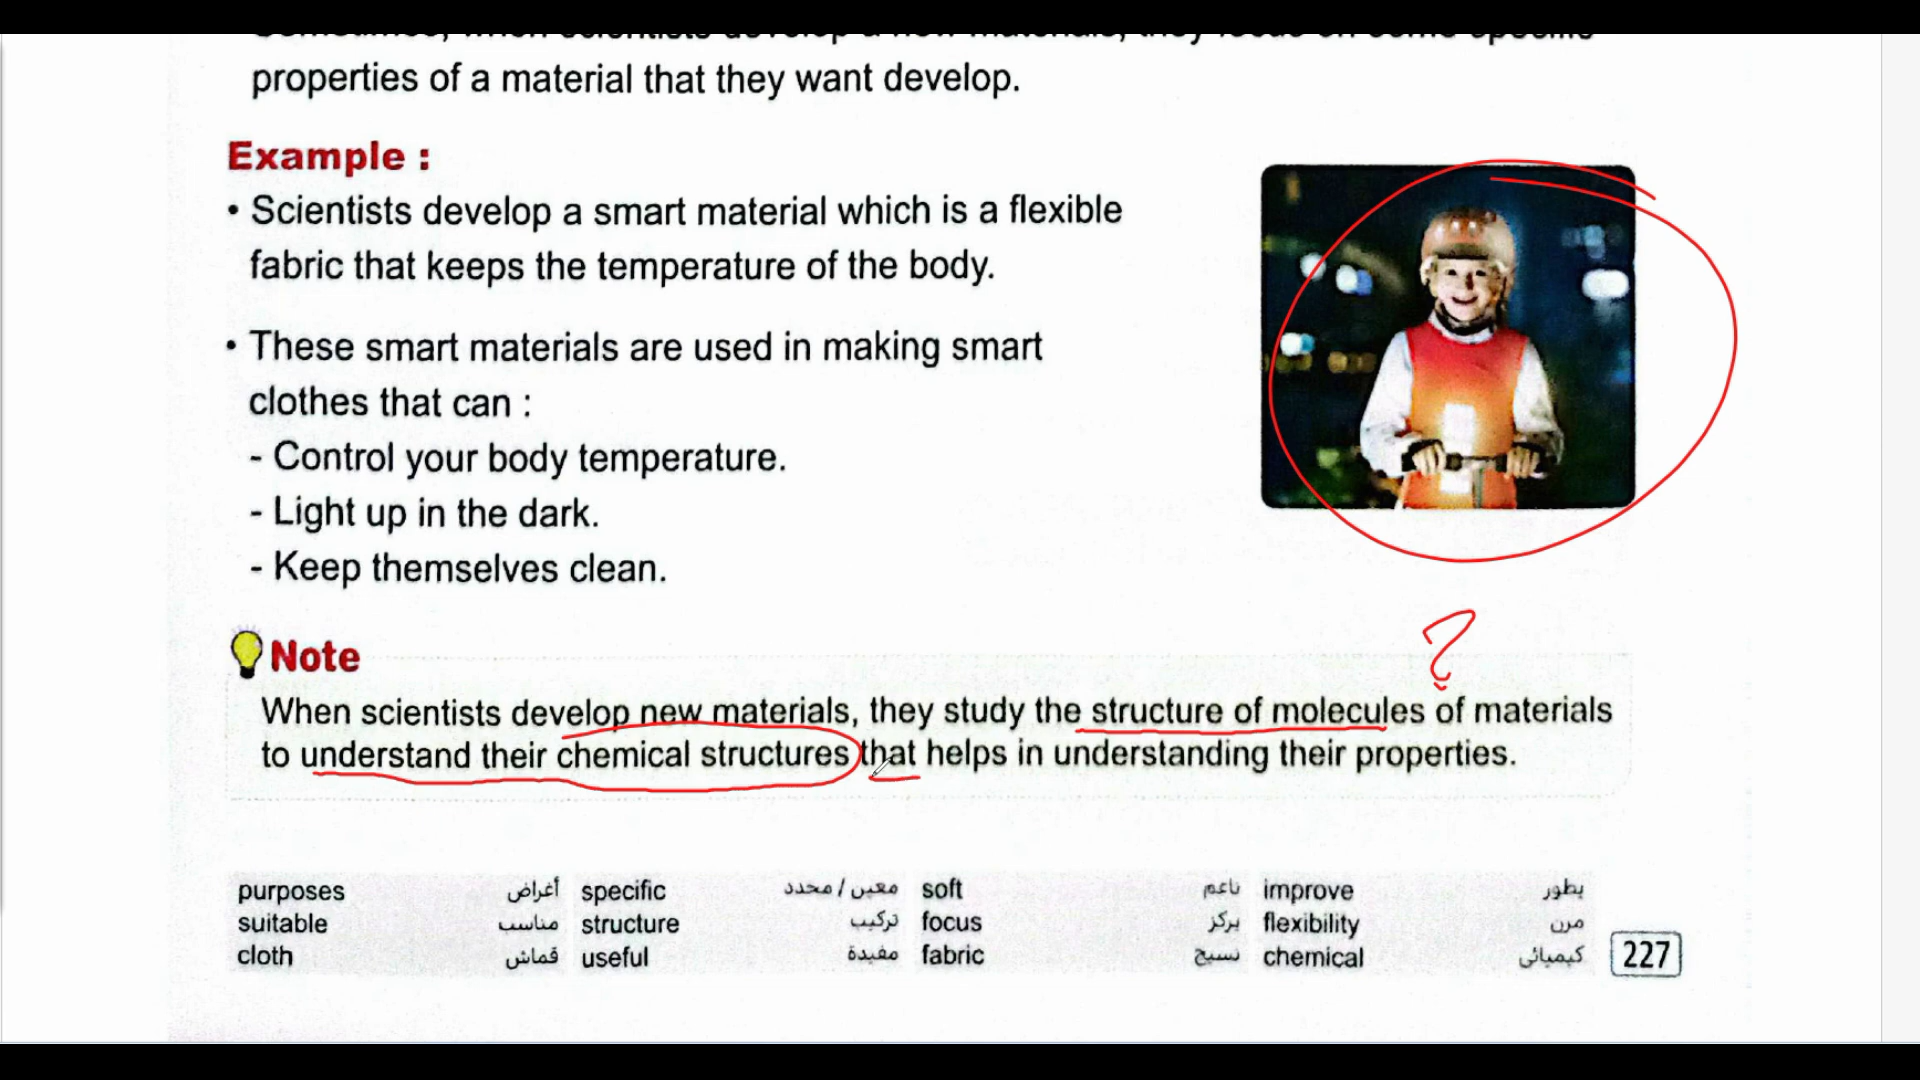 properties of a material that they want develop.
Example :
• Scientists develop a smart material which is a flexible
fabric that keeps the temperature of the body.
• These smart materials are used in making smart
clothes that can :
- Control your body temperature.
- Light up in the dark.
- Keep themselves clean.
Note
?
When scientists develop new materials, they study the structure of molecules of materials
to understand their chemical structures that helps in understanding their properties.
purposes أغراض specific معين / محدد soft ناعم improve يطور
suitable مناسب structure تركيب focus يركز flexibility مرن
cloth قماش useful مفيدة fabric نسيج chemical كيميائى
227